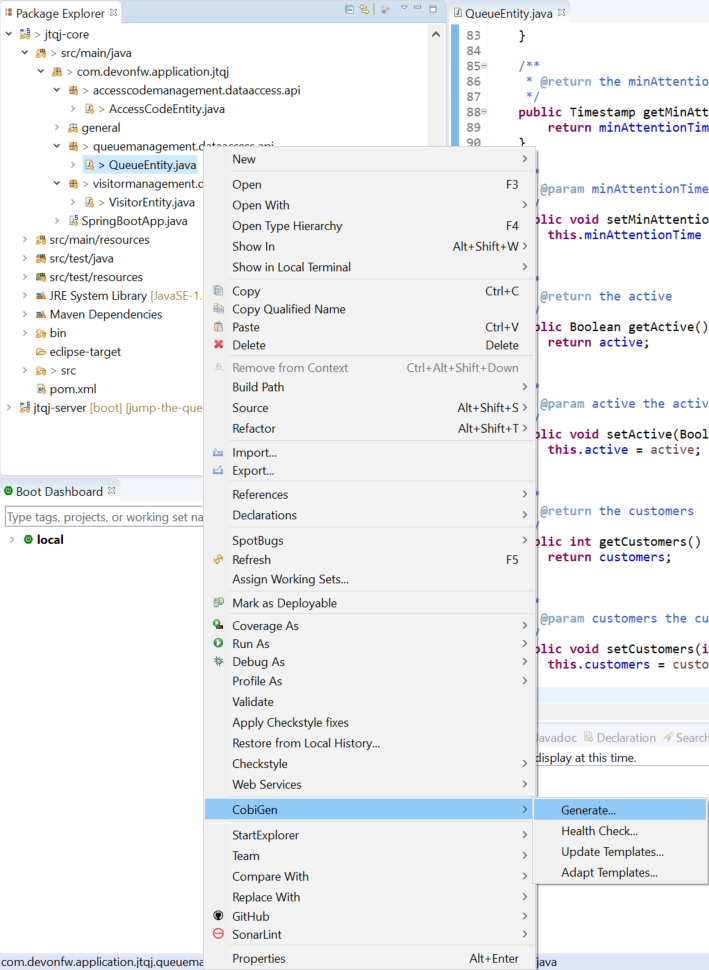 Package Explorer
> jtqj-core
> src/main/java
> com.devonfw.application.jtqj
> accesscodemanagement.dataaccess.api
> AccessCodeEntity.java
general
> queuemanagement.dataaccess.api
> QueueEntity.java
> visitormanagement.d
> VisitorEntity.java
SpringBootApp.java
src/main/resources
src/test/java
src/test/resources
JRE System Library [JavaSE-1.
Maven Dependencies
> bin
eclipse-target
> src
pom.xml
jtqj-server [boot] [jump-the-que
Boot Dashboard
Type tags, projects, or working set na
local
com.devonfw.application.jtqj.queuema
New
Open F3
Open With
Open Type Hierarchy F4
Show In Alt+Shift+W
Show in Local Terminal
Copy Ctrl+C
Copy Qualified Name
Paste Ctrl+V
Delete Delete
Remove from Context Ctrl+Alt+Shift+Down
Build Path
Source Alt+Shift+S
Refactor Alt+Shift+T
Import...
Export...
References
Declarations
SpotBugs
Refresh F5
Assign Working Sets...
Mark as Deployable
Coverage As
Run As
Debug As
Profile As
Validate
Apply Checkstyle fixes
Restore from Local History...
Checkstyle
Web Services
CobiGen
StartExplorer
Team
Compare With
Replace With
GitHub
SonarLint
Properties Alt+Enter
Generate...
Health Check...
Update Templates...
Adapt Templates...
QueueEntity.java
83 }
84
85 /**
86 * @return the minAttentio
87 */
88 public Timestamp getMinAtt
89 return minAttentionTim
90 }
*
@param minAttentionTime
/
blic void setMinAttentio
this.minAttentionTime
*
@return the active
/
blic Boolean getActive()
return active;
*
@param active the activ
/
blic void setActive(Bool
this.active = active;
*
@return the customers
/
blic int getCustomers()
return customers;
*
@param customers the cu
/
blic void setCustomers(i
this.customers = custo
Javadoc Declaration Search
display at this time.
java